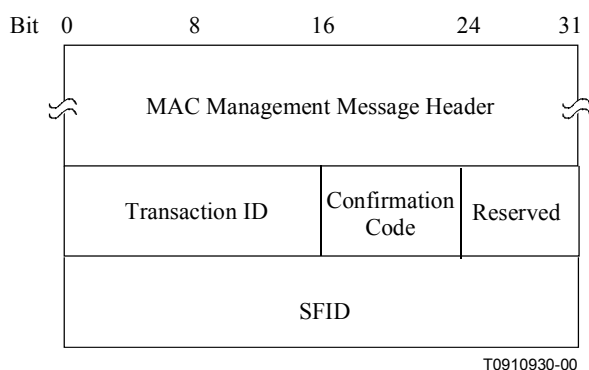 Bit 0 8 16 24 31
MAC Management Message Header
Transaction ID Confirmation Code Reserved
SFID
T0910930-00